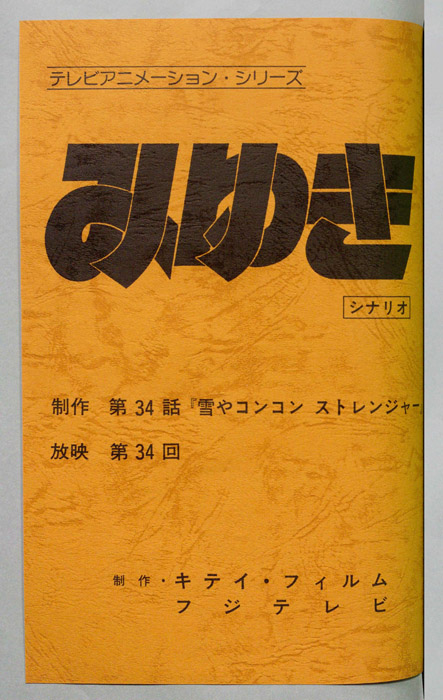 テレビアニメーション・シリーズ
みゆき
シナリオ
制作 第34話『雪やコンコン ストレンジャー』
放映 第34回
制作・キテイ・フィルム
フジテレビ